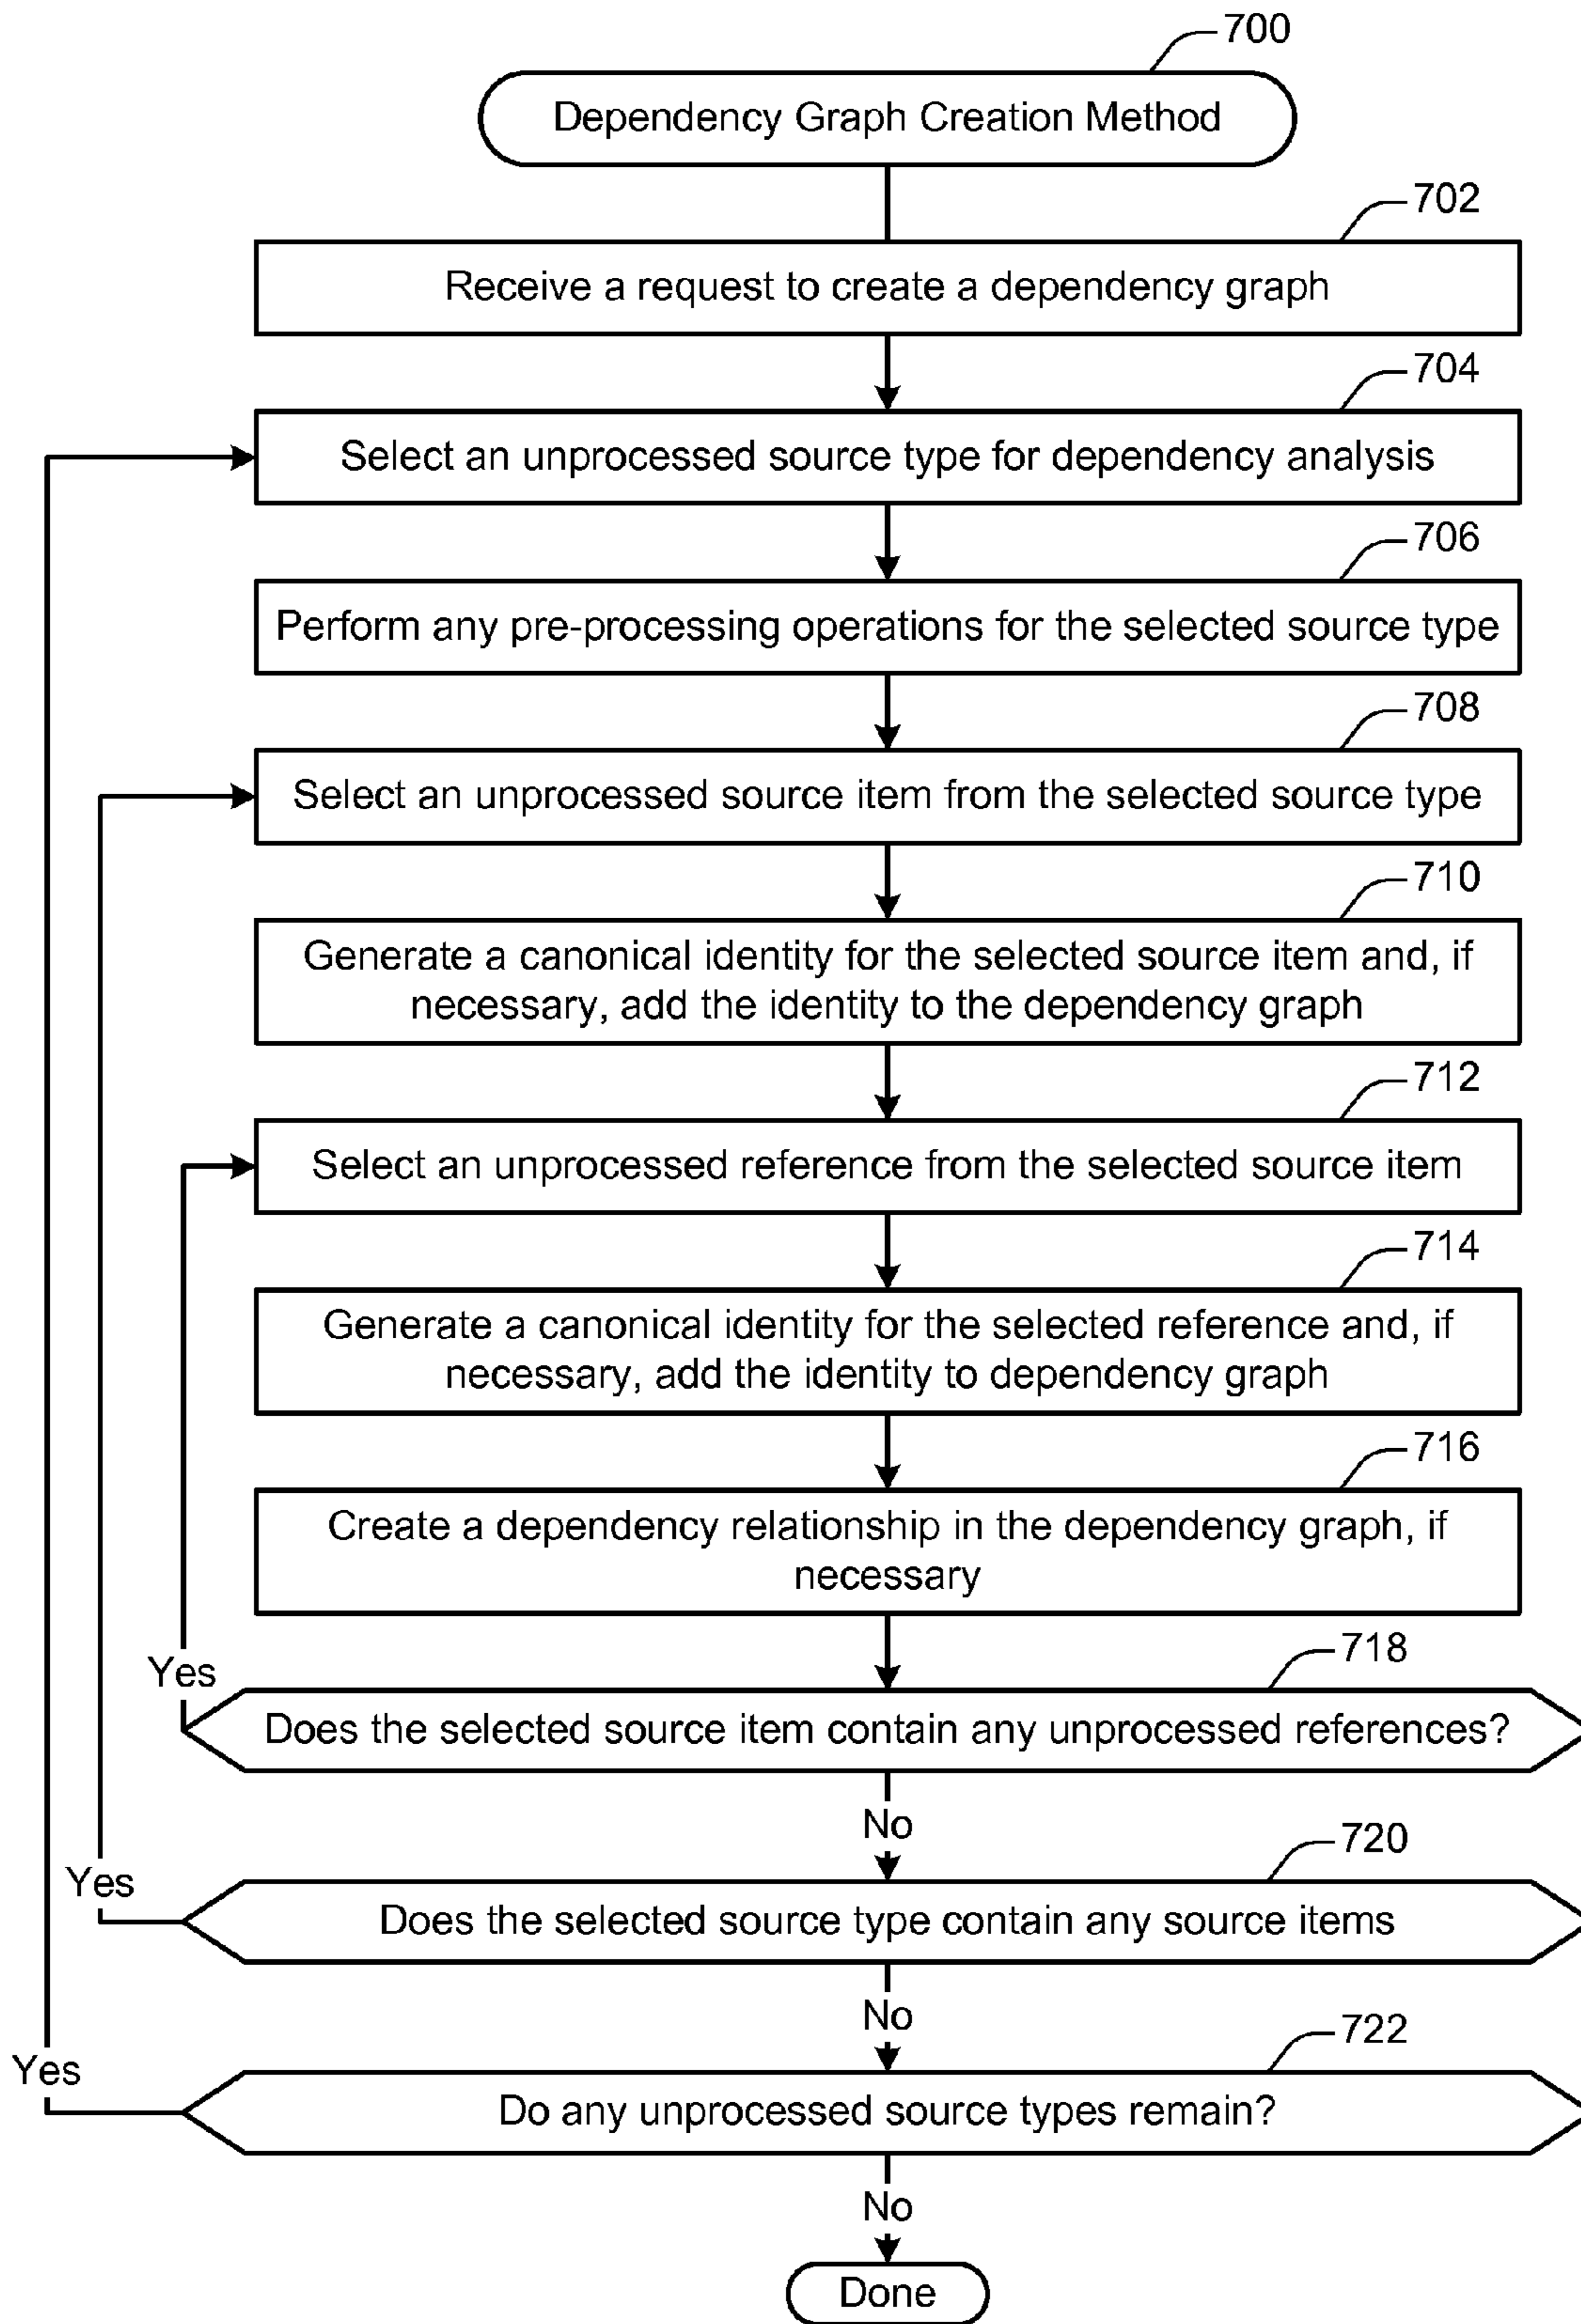 700
Dependency Graph Creation Method
702
Receive a request to create a dependency graph
704
Select an unprocessed source type for dependency analysis
706
Perform any pre-processing operations for the selected source type
708
Select an unprocessed source item from the selected source type
710
Generate a canonical identity for the selected source item and, if
necessary, add the identity to the dependency graph
712
Select an unprocessed reference from the selected source item
714
Generate a canonical identity for the selected reference and, if
necessary, add the identity to dependency graph
716
Create a dependency relationship in the dependency graph, if
necessary
718
Yes
Does the selected source item contain any unprocessed references?
No
720
Yes
Does the selected source type contain any source items
No
722
Yes
Do any unprocessed source types remain?
No
Done